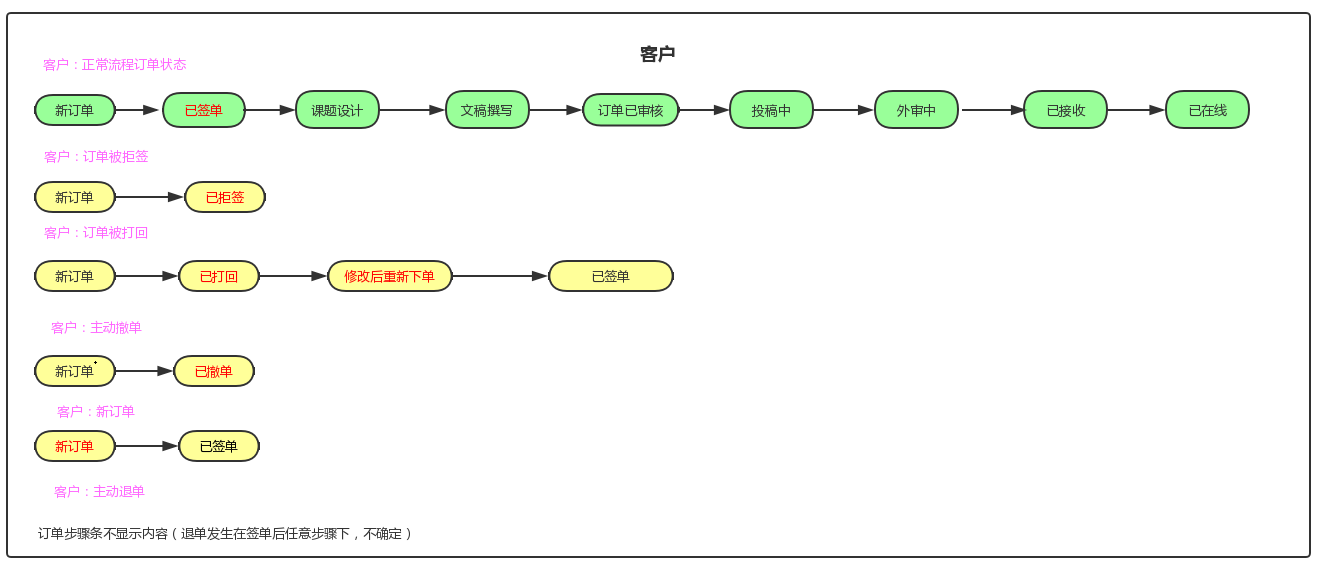 客户
客户：正常流程订单状态
新订单 已签单 课题设计 文稿撰写 订单已审核 投稿中 外审中 已接收 已在线
客户：订单被拒签
新订单 已拒签
客户：订单被打回
新订单 已打回 修改后重新下单 已签单
客户：主动撤单
新订单 已撤单
客户：新订单
新订单 已签单
客户：主动退单
订单步骤条不显示内容（退单发生在签单后任意步骤下，不确定）